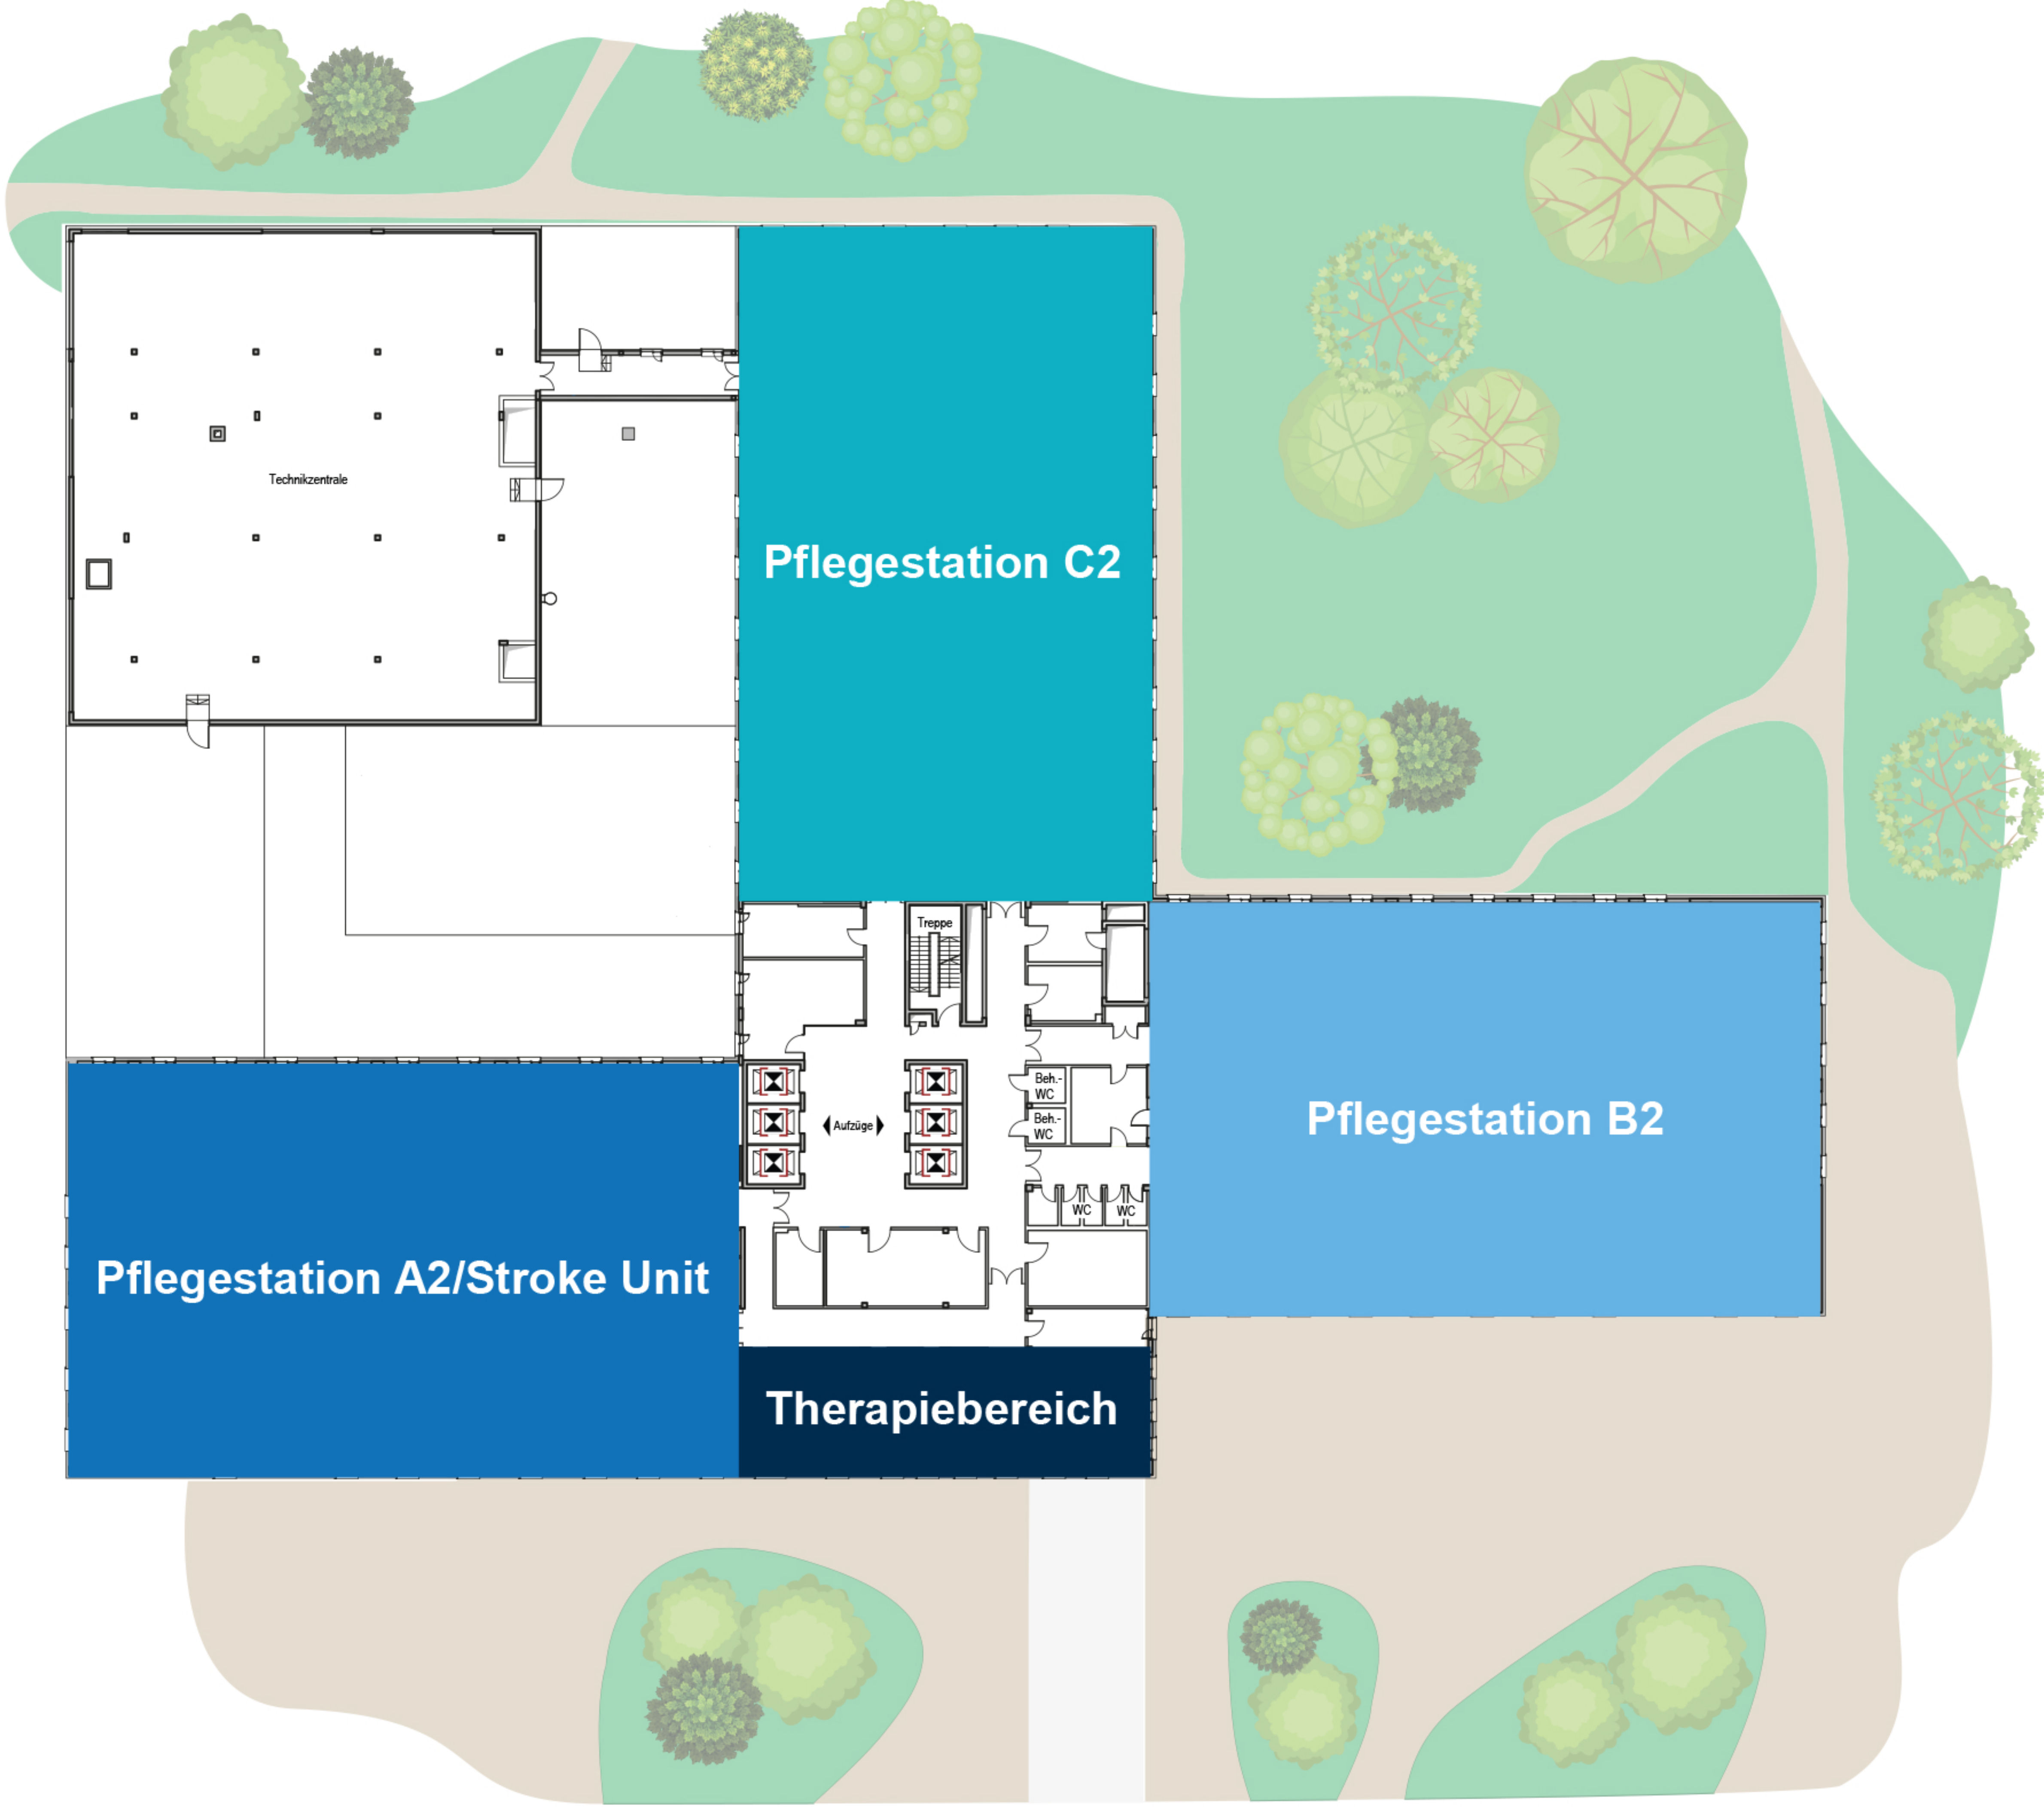 Technikzentrale
Pflegestation C2
Treppe
Beh.-
WC
Beh.-
WC
Aufzüge
Pflegestation B2
WC
WC
Pflegestation A2/Stroke Unit
Therapiebereich